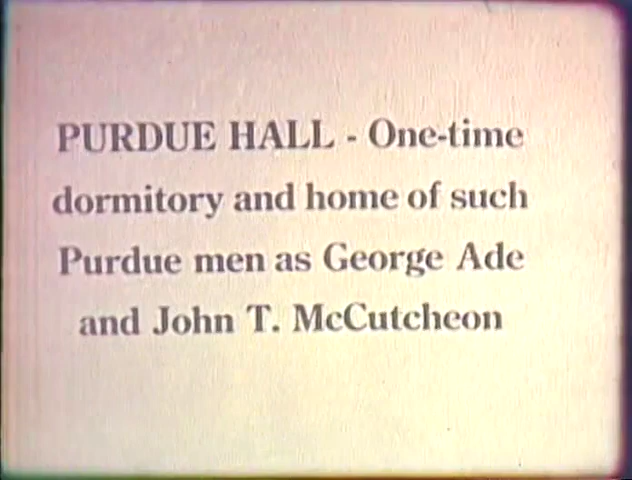 PURDUE HALL - One-time
dormitory and home of such
Purdue men as George Ade
and John T. McCutcheon